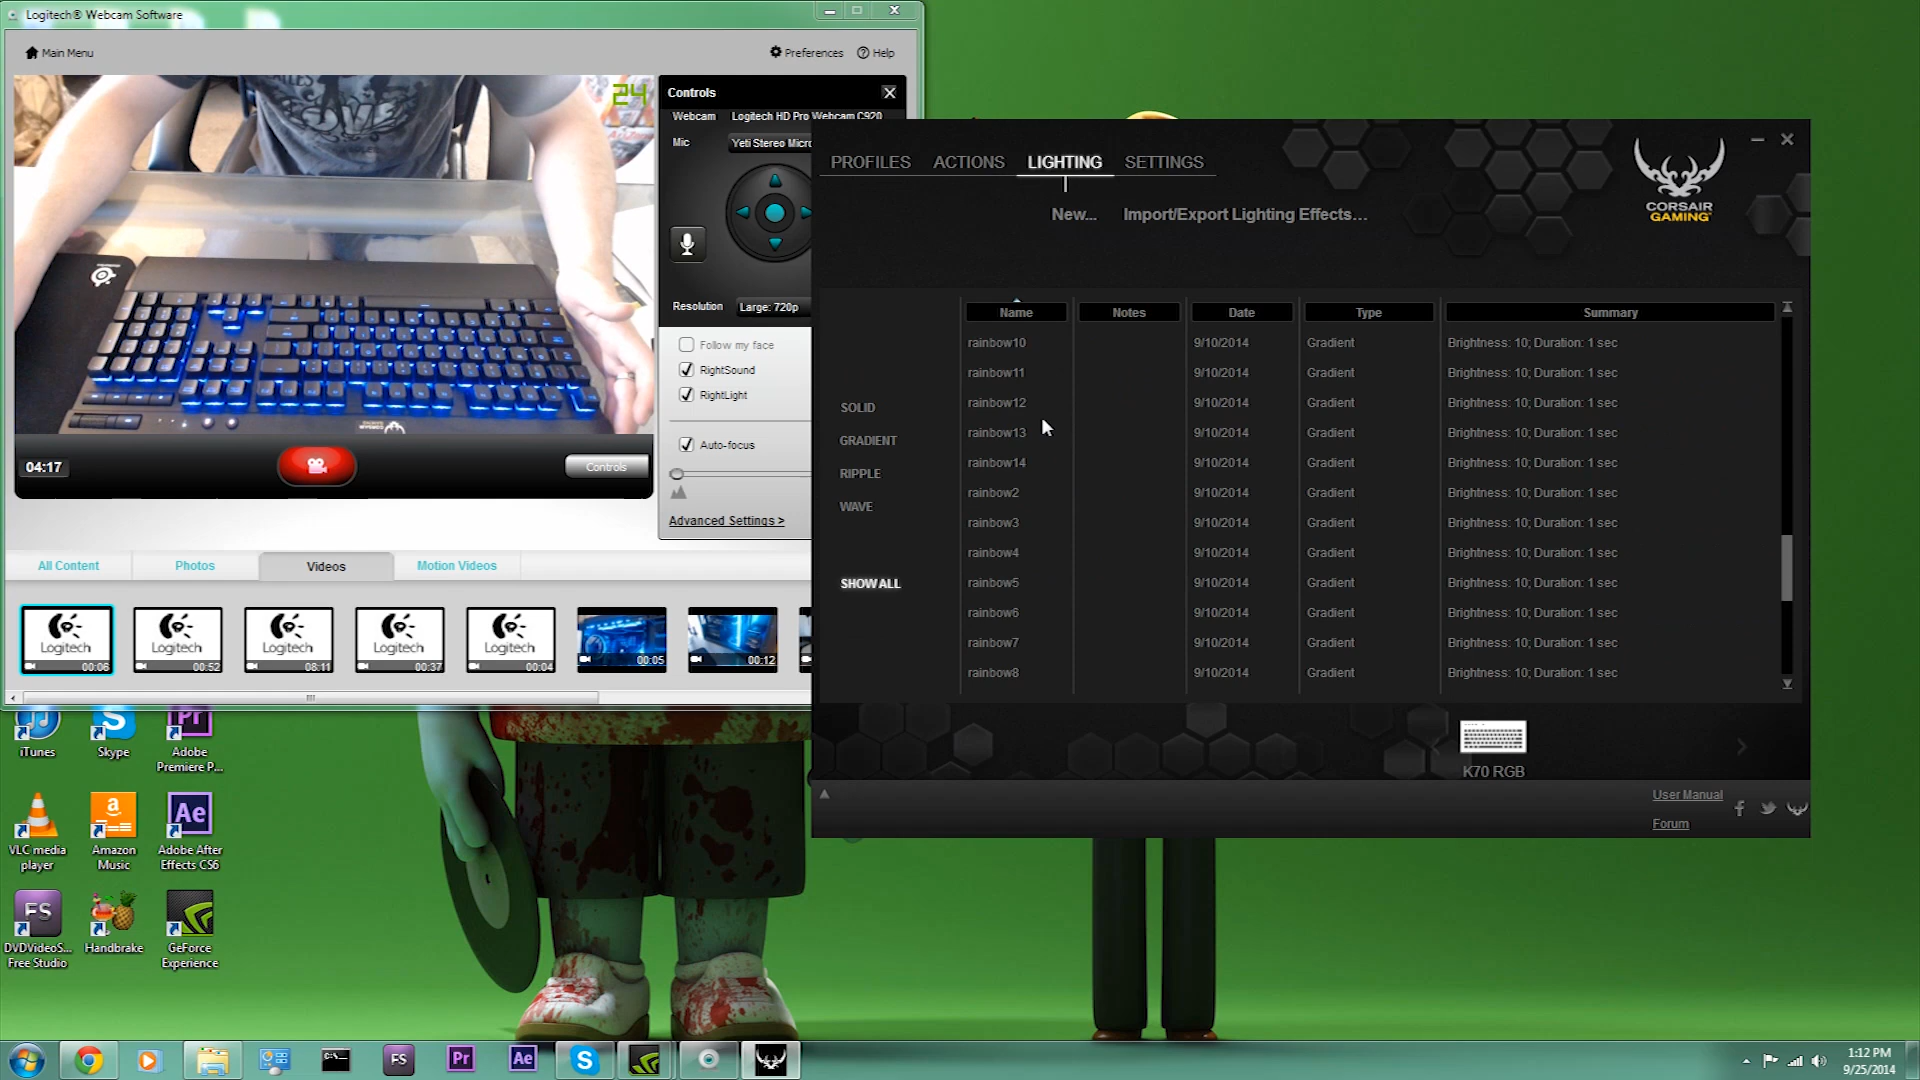 Logitech® Webcam Software
Main Menu
Preferences
Help
24
Controls
Webcam Logitech HD Pro Webcam C920
Mic Yeti Stereo Micro
Resolution Large: 720p
Follow my face
RightSound
RightLight
Auto-focus
Advanced Settings >
04:17
Controls
All Content Photos Videos Motion Videos
Logitech 00:06
Logitech 00:52
Logitech 08:11
Logitech 00:37
Logitech 00:04
00:05
00:12
PROFILES ACTIONS LIGHTING SETTINGS
New... Import/Export Lighting Effects...
CORSAIR
GAMING
SOLID
GRADIENT
RIPPLE
WAVE
SHOW ALL
Name Notes Date Type Summary
rainbow10 9/10/2014 Gradient Brightness: 10; Duration: 1 sec
rainbow11 9/10/2014 Gradient Brightness: 10; Duration: 1 sec
rainbow12 9/10/2014 Gradient Brightness: 10; Duration: 1 sec
rainbow13 9/10/2014 Gradient Brightness: 10; Duration: 1 sec
rainbow14 9/10/2014 Gradient Brightness: 10; Duration: 1 sec
rainbow2 9/10/2014 Gradient Brightness: 10; Duration: 1 sec
rainbow3 9/10/2014 Gradient Brightness: 10; Duration: 1 sec
rainbow4 9/10/2014 Gradient Brightness: 10; Duration: 1 sec
rainbow5 9/10/2014 Gradient Brightness: 10; Duration: 1 sec
rainbow6 9/10/2014 Gradient Brightness: 10; Duration: 1 sec
rainbow7 9/10/2014 Gradient Brightness: 10; Duration: 1 sec
rainbow8 9/10/2014 Gradient Brightness: 10; Duration: 1 sec
K70 RGB
User Manual
Forum
iTunes
Skype
Pr
Adobe
Premiere P...
VLC media
player
Amazon
Music
Ae
Adobe After
Effects CS6
FS
DVDVideoS...
Free Studio
Handbrake
GeForce
Experience
C:\
FS
Pr
Ae
1:12 PM
9/25/2014